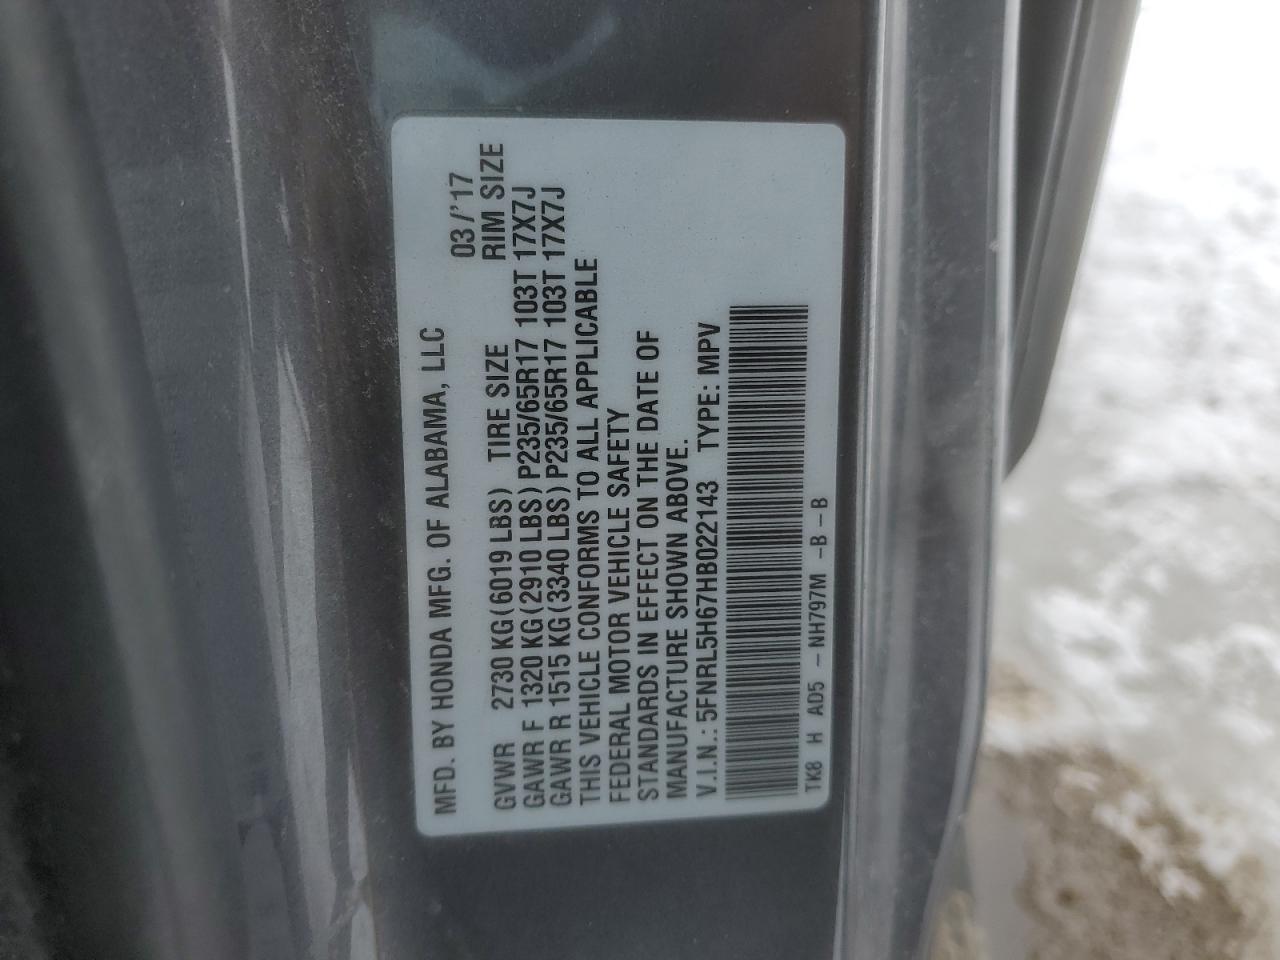 MFD. BY HONDA MFG. OF ALABAMA, LLC 03/'17
GVWR 2730 KG(6019 LBS) TIRE SIZE RIM SIZE
GAWR F 1320 KG(2910 LBS) P235/65R17 103T 17X7J
GAWR R 1515 KG(3340 LBS) P235/65R17 103T 17X7J
THIS VEHICLE CONFORMS TO ALL APPLICABLE
FEDERAL MOTOR VEHICLE SAFETY
STANDARDS IN EFFECT ON THE DATE OF
MANUFACTURE SHOWN ABOVE.
V.I.N.: 5FNRL5H67HB022143 TYPE: MPV
TK8 H AD5 - NH797M -B-B